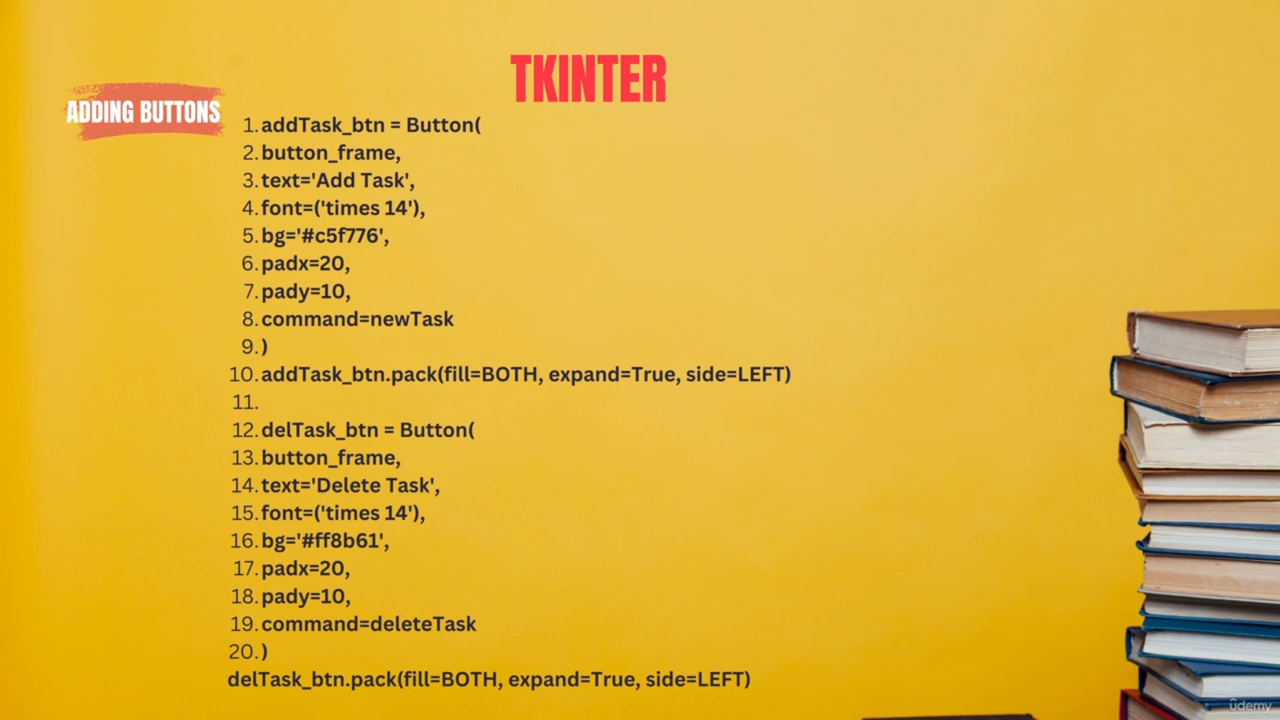 TKINTER
ADDING BUTTONS
1. addTask_btn = Button(
2. button_frame,
3. text='Add Task',
4. font=('times 14'),
5. bg='#c5f776',
6. padx=20,
7. pady=10,
8. command=newTask
9. )
10. addTask_btn.pack(fill=BOTH, expand=True, side=LEFT)
11.
12. delTask_btn = Button(
13. button_frame,
14. text='Delete Task',
15. font=('times 14'),
16. bg='#ff8b61',
17. padx=20,
18. pady=10,
19. command=deleteTask
20. )
delTask_btn.pack(fill=BOTH, expand=True, side=LEFT)
udemy